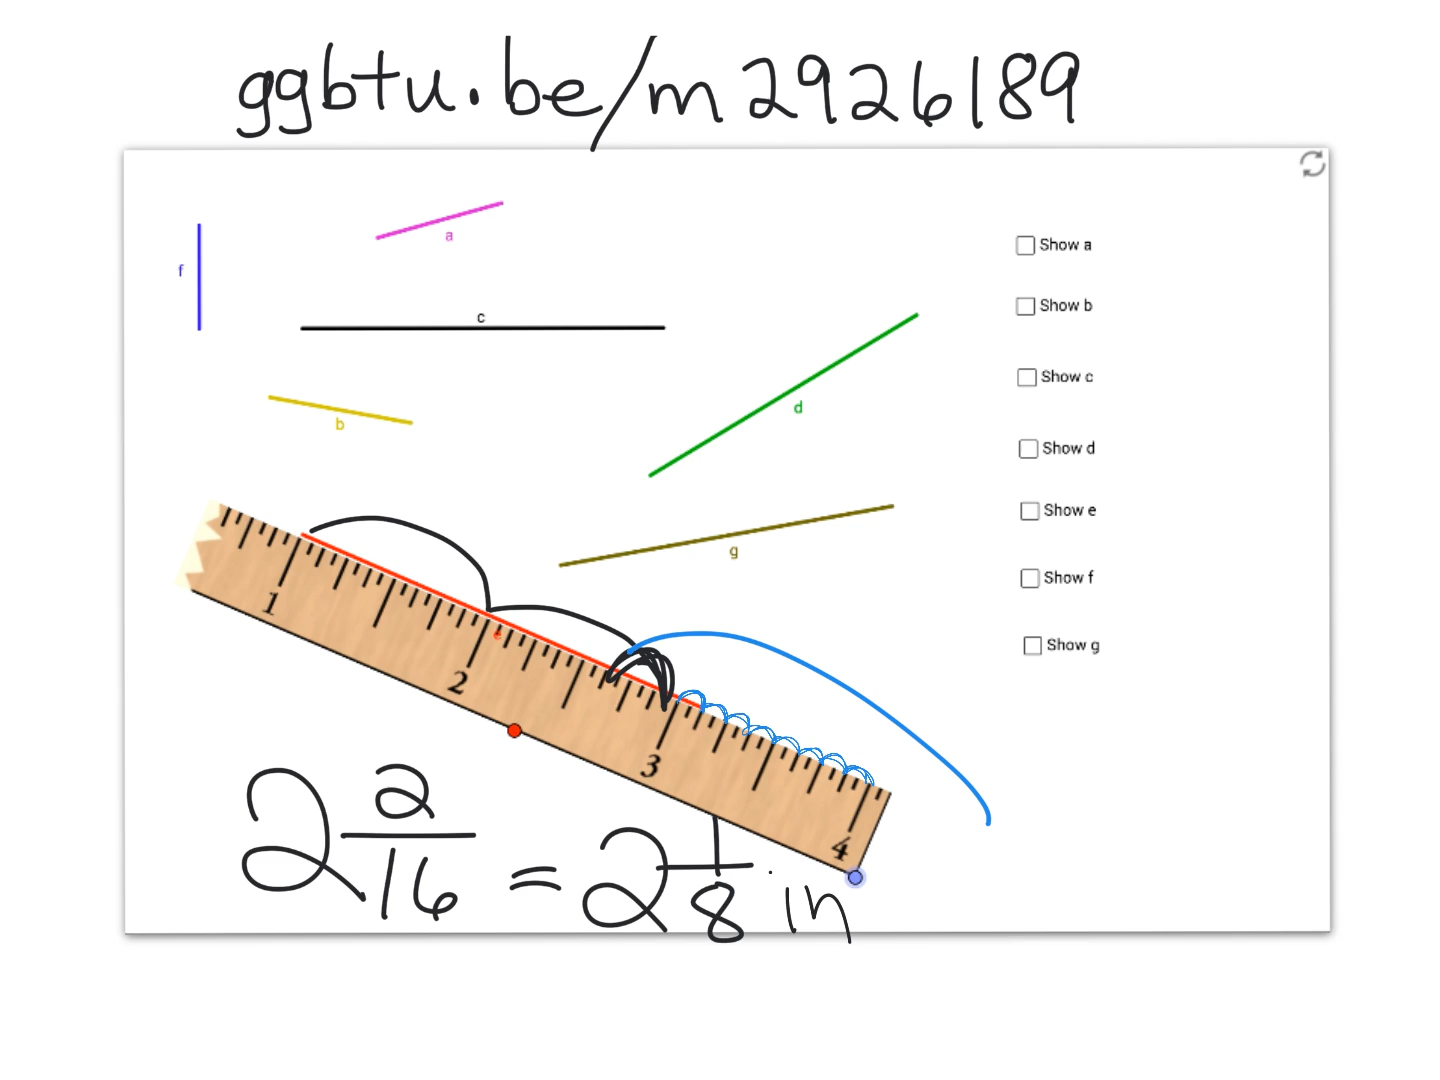 ggbtu.be/m2926189
a
f
c
b
d
g
Show a
Show b
Show c
Show d
Show e
Show f
Show g
1
2
e
3
4
2 2/16 = 2 1/8 in